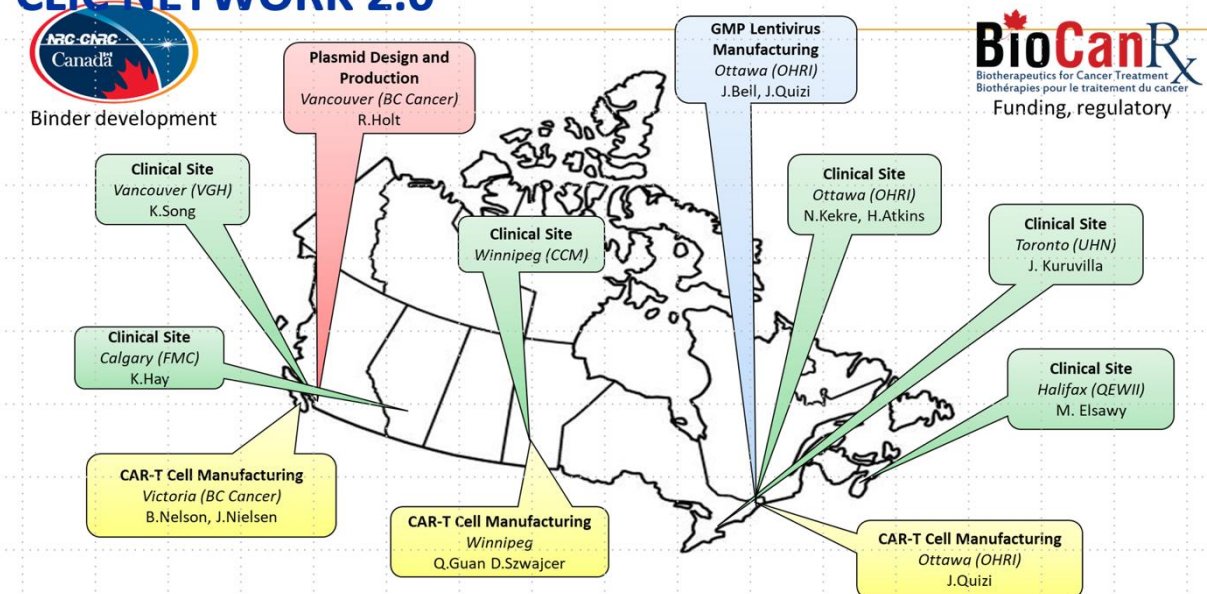 CLIC NETWORK 2.0
NRC·CNRC
Canada
Binder development
Plasmid Design and
Production
Vancouver (BC Cancer)
R.Holt
GMP Lentivirus
Manufacturing
Ottawa (OHRI)
J.Bell, J.Quizi
BioCanRx
Biotherapeutics for Cancer Treatment
Biothérapies pour le traitement du cancer
Funding, regulatory
Clinical Site
Vancouver (VGH)
K.Song
Clinical Site
Winnipeg (CCM)
Clinical Site
Ottawa (OHRI)
N.Kekre, H.Atkins
Clinical Site
Toronto (UHN)
J. Kuruvilla
Clinical Site
Calgary (FMC)
K.Hay
Clinical Site
Halifax (QEWII)
M. Elsawy
CAR-T Cell Manufacturing
Victoria (BC Cancer)
B.Nelson, J.Nielsen
CAR-T Cell Manufacturing
Winnipeg
Q.Guan D.Szwajcer
CAR-T Cell Manufacturing
Ottawa (OHRI)
J.Quizi